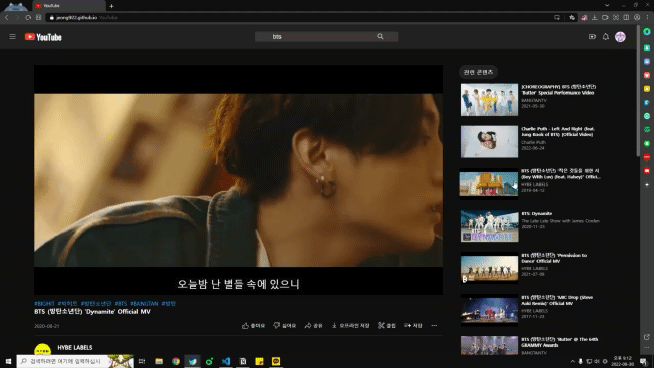 YouTube
jeong5922.github.io YouTube
YouTube
bts
오늘밤 난 별들 속에 있으니
#BIGHIT #빅히트 #방탄소년단 #BTS #BANGTAN #방탄
BTS (방탄소년단) 'Dynamite' Official MV
2020-08-21
좋아요 싫어요 공유 오프라인 저장 클립 저장
HYBE LABELS
관련 콘텐츠
[CHOREOGRAPHY] BTS (방탄소년단)
'Butter' Special Performance Video
BANGTANTV
2021-05-30
Charlie Puth - Left And Right (feat.
Jung Kook of BTS) [Official Video]
Charlie Puth
2022-06-24
BTS (방탄소년단) '작은 것들을 위한 시
(Boy With Luv) (feat. Halsey)' Offici...
HYBE LABELS
2019-04-12
BTS: Dynamite
The Late Late Show with James Corden
2020-11-23
BTS (방탄소년단) 'Permission to
Dance' Official MV
HYBE LABELS
2021-07-09
BTS (방탄소년단) 'MIC Drop (Steve
Aoki Remix)' Official MV
HYBE LABELS
2017-11-23
BTS (방탄소년단) 'Butter' @ The 64th
GRAMMY Awards
BANGTANTV
검색하려면 여기에 입력하십시오
오후 9:12
2022-08-30